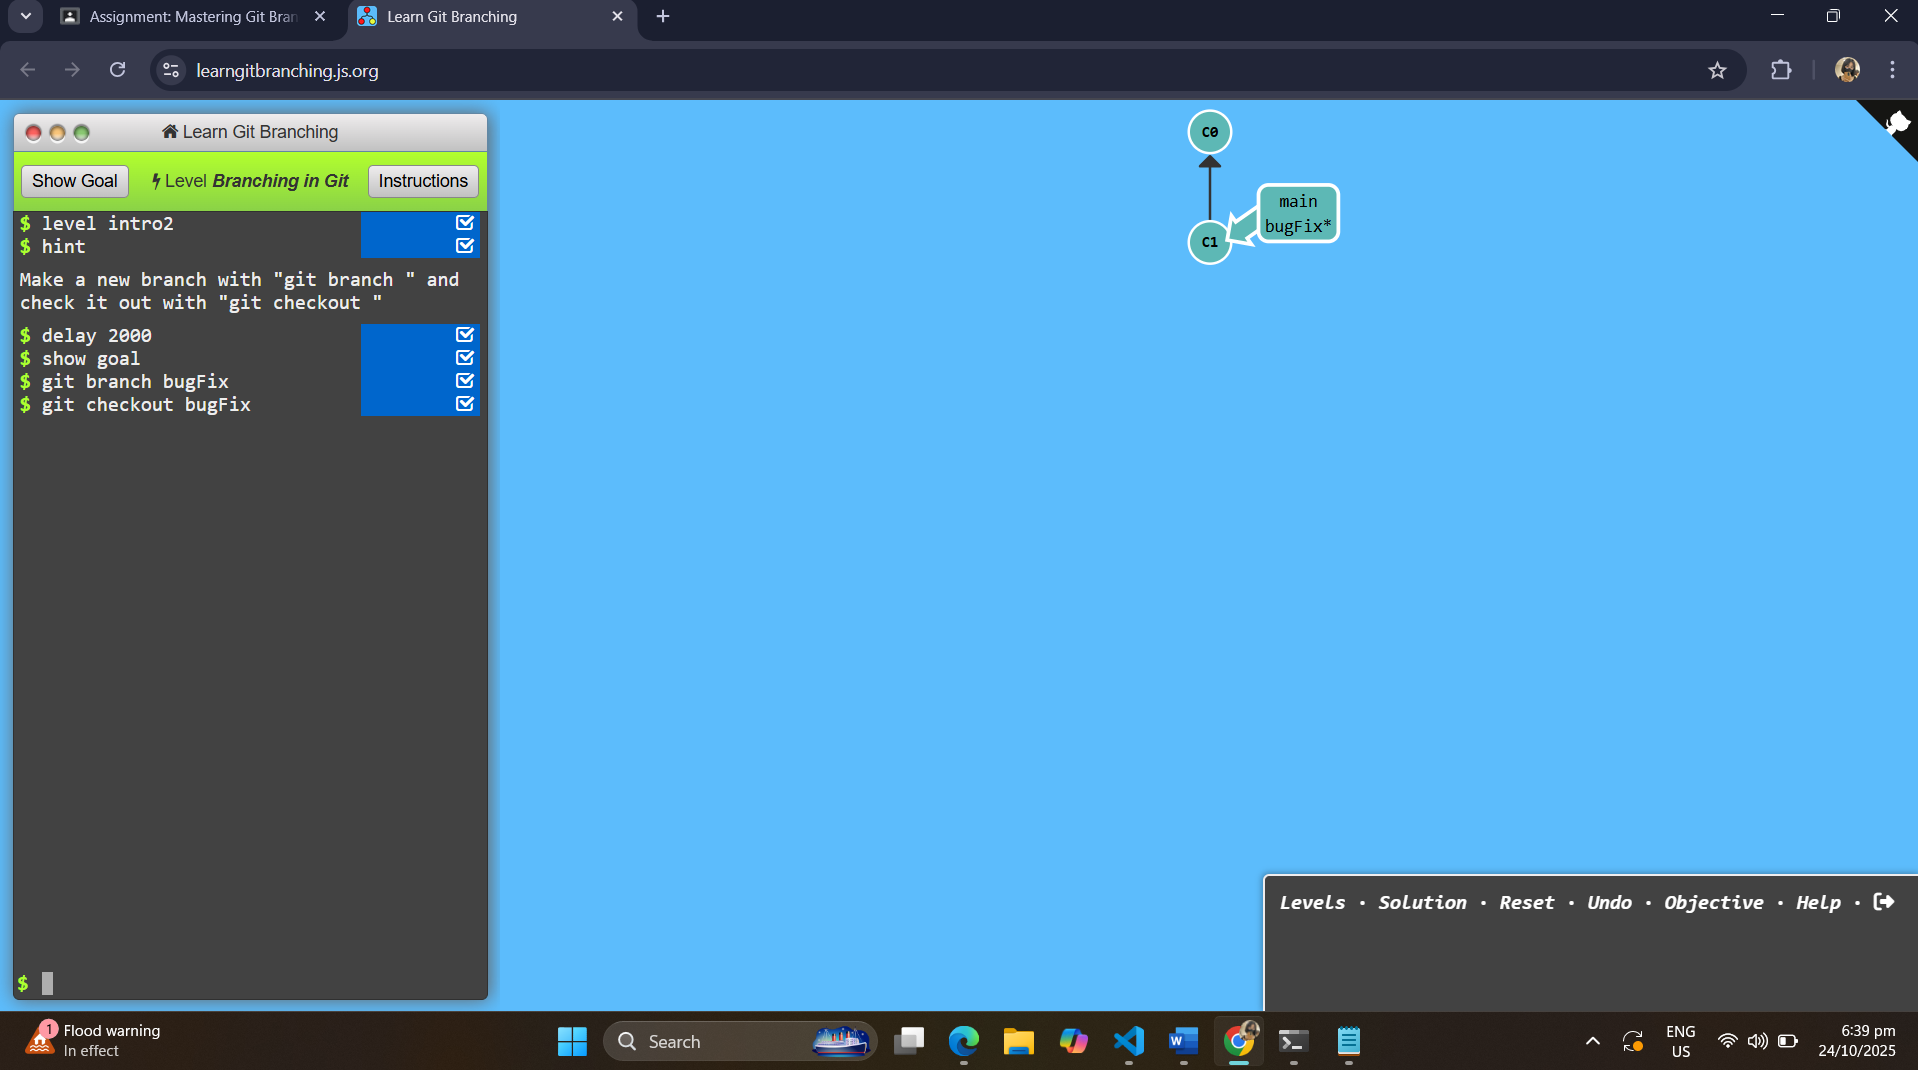 Assignment: Mastering Git Bran
Learn Git Branching
learngitbranching.js.org
Learn Git Branching
Show Goal
Level Branching in Git
Instructions
$ level intro2
$ hint
Make a new branch with "git branch " and
check it out with "git checkout "
$ delay 2000
$ show goal
$ git branch bugFix
$ git checkout bugFix
$
C0
main
bugFix*
C1
Levels · Solution · Reset · Undo · Objective · Help ·
1
Flood warning
In effect
Search
W
ENG
US
6:39 pm
24/10/2025